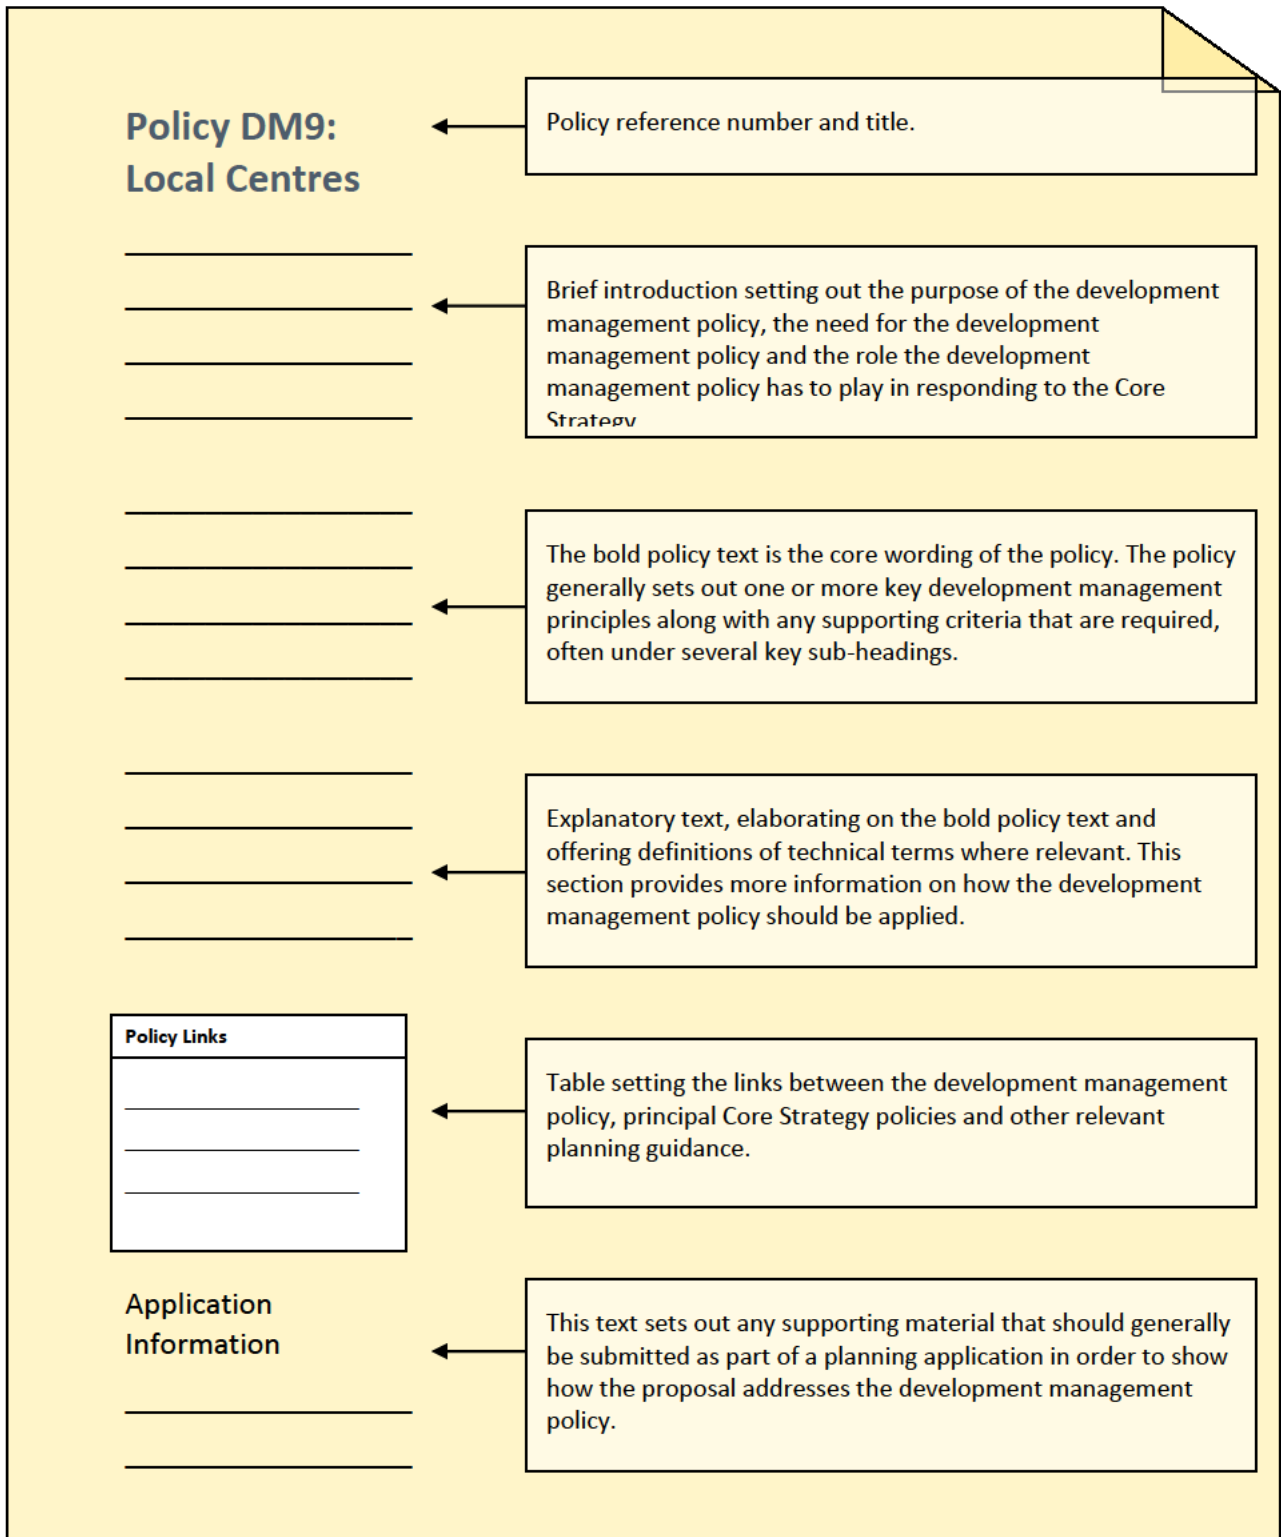 Policy DM9:
Local Centres
Policy reference number and title.
Brief introduction setting out the purpose of the development
management policy, the need for the development
management policy and the role the development
management policy has to play in responding to the Core
Strategy
The bold policy text is the core wording of the policy. The policy
generally sets out one or more key development management
principles along with any supporting criteria that are required,
often under several key sub-headings.
Explanatory text, elaborating on the bold policy text and
offering definitions of technical terms where relevant. This
section provides more information on how the development
management policy should be applied.
Policy Links
Table setting the links between the development management
policy, principal Core Strategy policies and other relevant
planning guidance.
Application
Information
This text sets out any supporting material that should generally
be submitted as part of a planning application in order to show
how the proposal addresses the development management
policy.